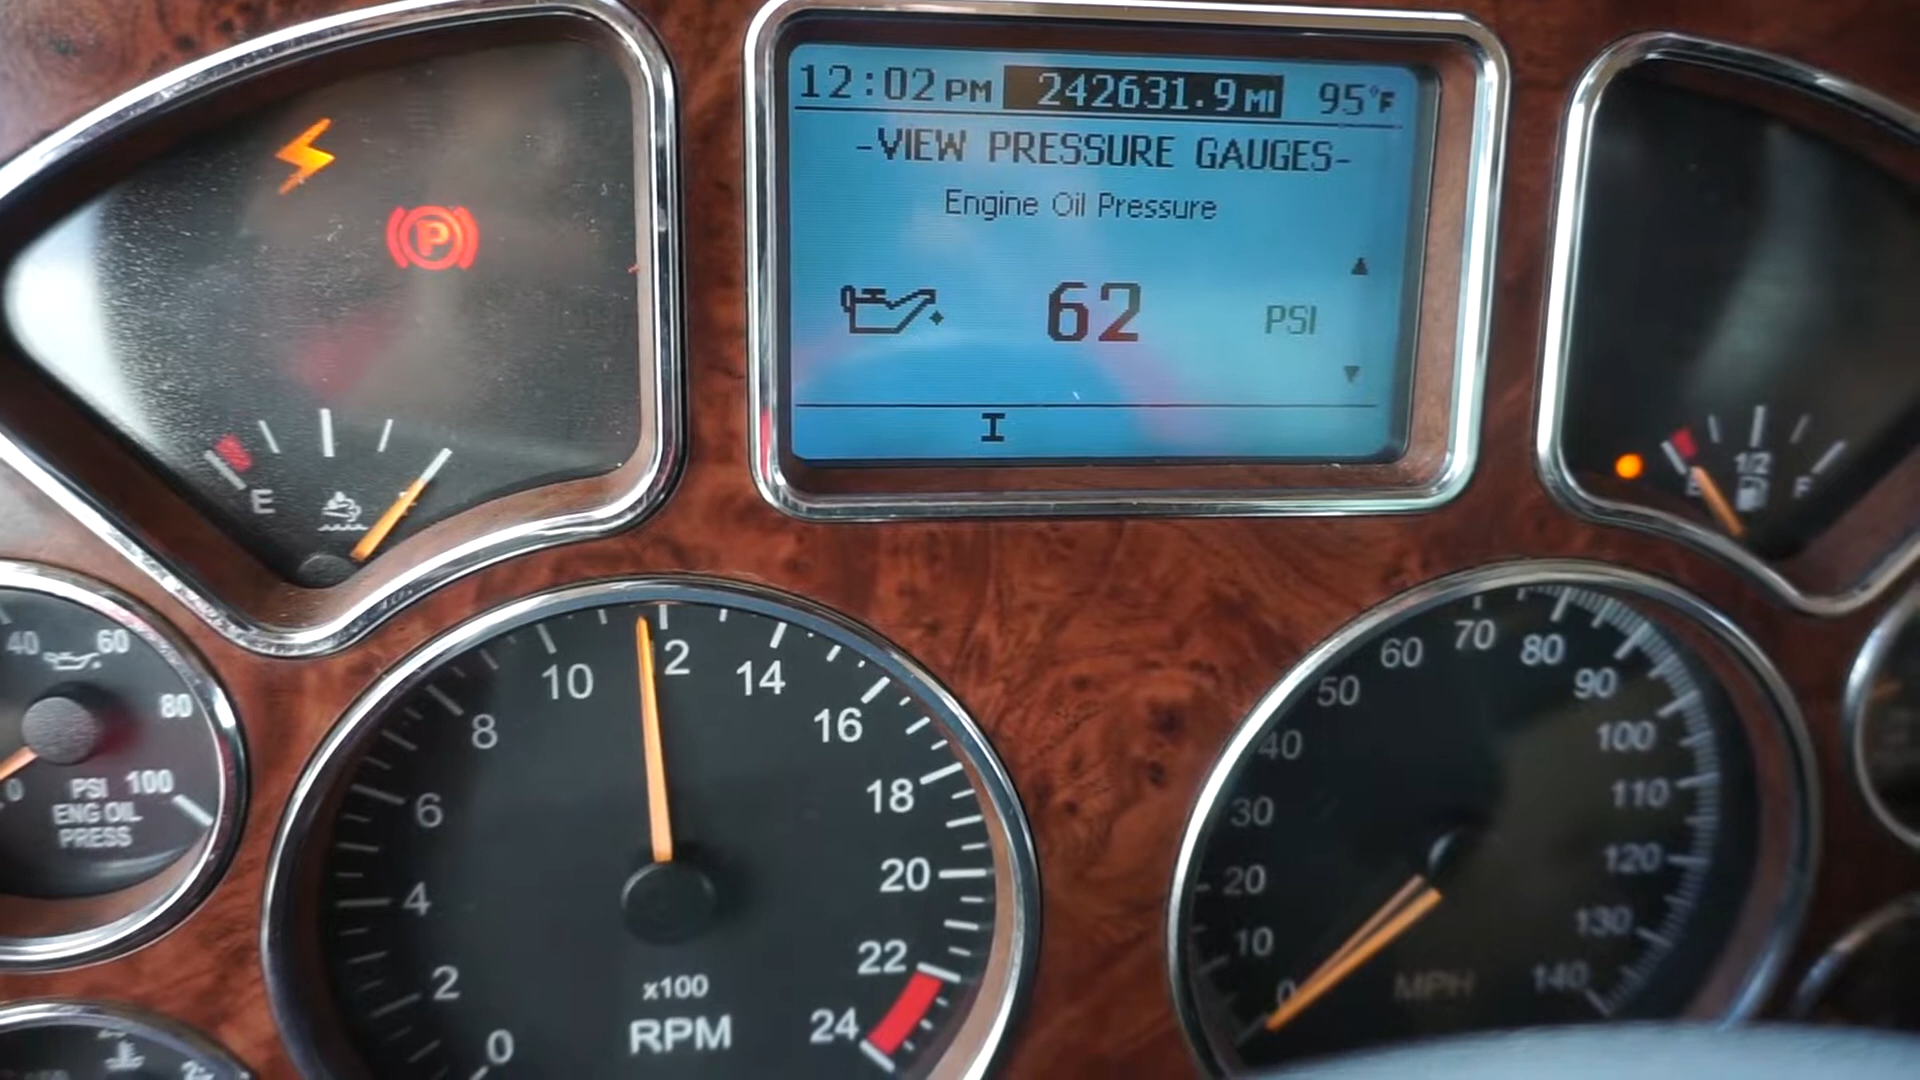 12:02 PM 242631.9 MI 95°F
-VIEW PRESSURE GAUGES-
Engine Oil Pressure
62 PSI
I
E
E 1/2 F
40 60
80
0 PSI 100
ENG OIL
PRESS
0 2 4 6 8 10 2 14 16 18 20 22 24
x100
RPM
0 10 20 30 40 50 60 70 80 90 100 110 120 130 140
MPH